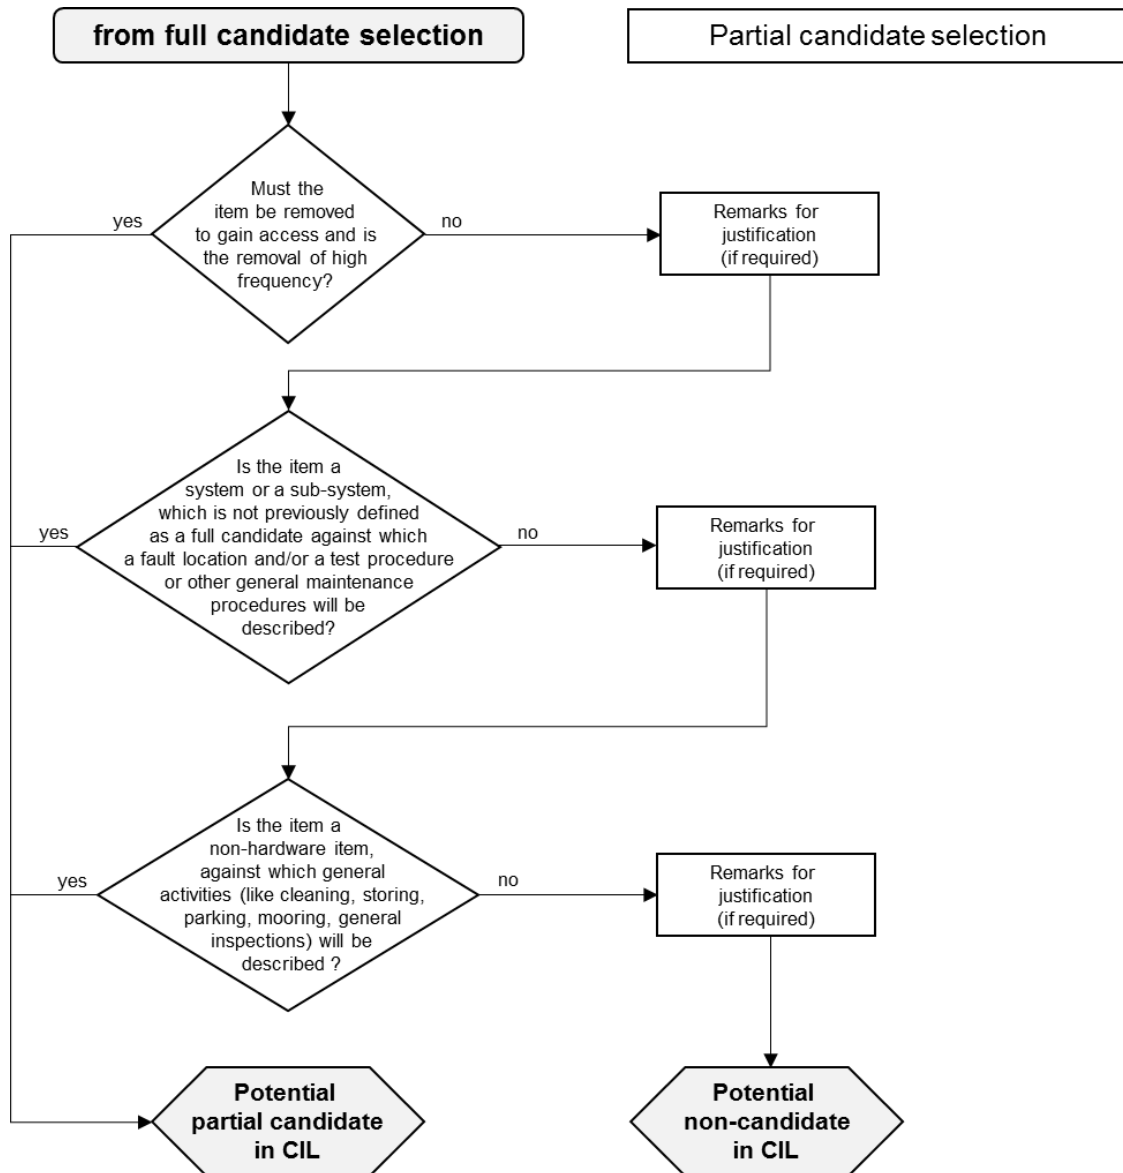 from full candidate selection
Partial candidate selection
Must the
item be removed
to gain access and is
the removal of high
frequency?
yes
no
Remarks for
justification
(if required)
Is the item a
system or a sub-system,
which is not previously defined
as a full candidate against which
a fault location and/or a test procedure
or other general maintenance
procedures will be
described?
yes
no
Remarks for
justification
(if required)
Is the item a
non-hardware item,
against which general
activities (like cleaning, storing,
parking, mooring, general
inspections) will be
described ?
yes
no
Remarks for
justification
(if required)
Potential
partial candidate
in CIL
Potential
non-candidate
in CIL